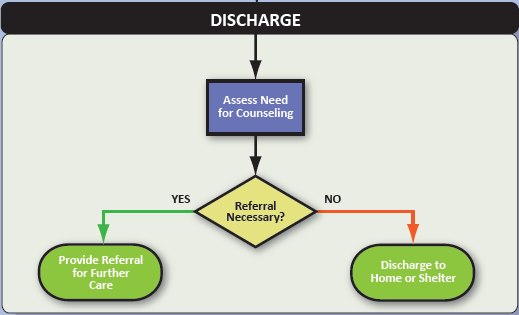 DISCHARGE
Assess Need
for Counseling
Referral
Necessary?
YES
NO
Provide Referral
for Further
Care
Discharge to
Home or Shelter